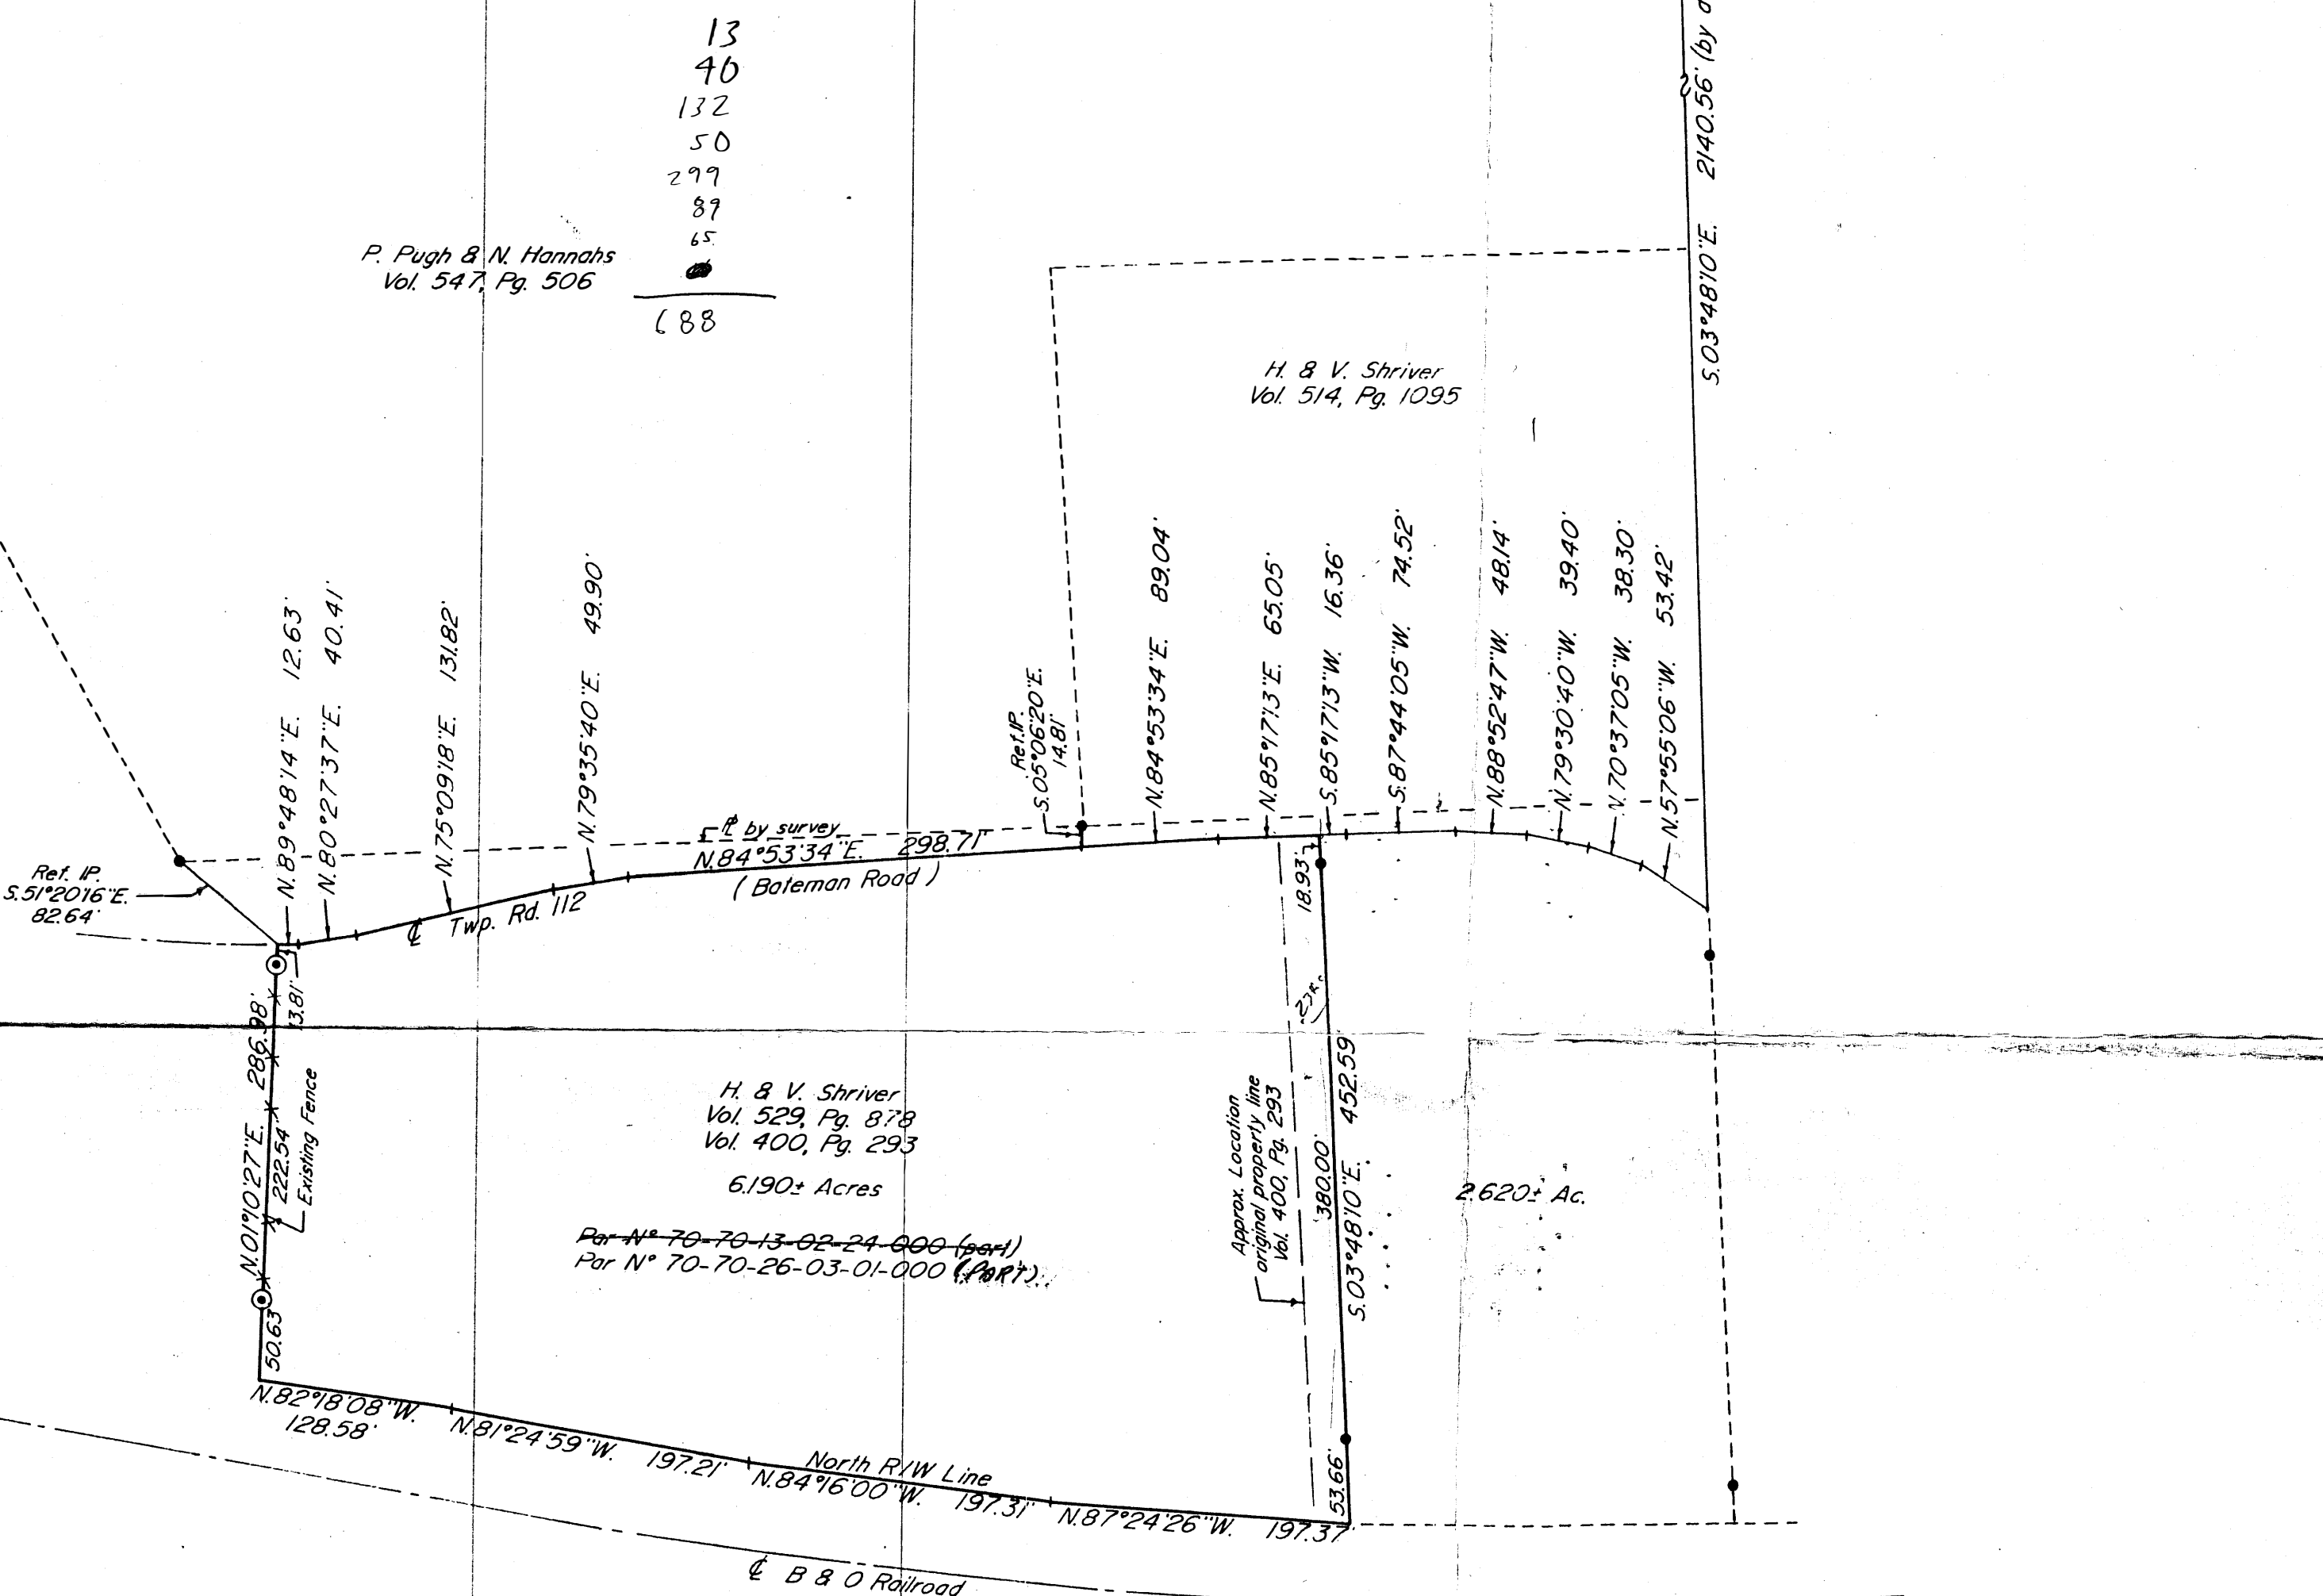 13
40
132
50
299
89
65
688
P. Pugh & N. Hannahs
Vol. 547, Pg. 506
2140.56' (by
S.03°48'10"E.
H. & V. Shriver
Vol. 514, Pg. 1095
N.89°48'14"E. 12.63'
N.80°27'37"E. 40.41'
N.75°09'18"E. 131.82'
N.79°35'40"E. 49.90'
Ref. I.P.
S.05°06'20"E.
14.81'
N.84°53'34"E. 89.04'
N.85°17'13"E. 65.05'
S.85°17'13"W. 16.36'
S.87°44'05"W. 74.52'
N.88°52'47"W. 48.14'
N.79°30'40"W. 39.40'
N.70°37'05"W. 38.30'
N.57°55'06"W. 53.42'
Ref. I.P.
S.51°20'16"E.
82.64'
℄ by survey
N.84°53'34"E. 298.71'
(Bateman Road)
℄ Twp. Rd. 112
13.81'
18.93'
N.01°10'27"E. 286.98'
222.54'
Existing Fence
50.63'
H. & V. Shriver
Vol. 529, Pg. 878
Vol. 400, Pg. 293
6.190± Acres
Par N° 70-70-13-02-24-000 (part)
Par N° 70-70-26-03-01-000 (PART)
Approx. Location
original property line
Vol. 400, Pg. 293
380.00'
S.03°48'10"E. 452.59'
2.620± Ac.
53.66'
N.82°18'08"W.
128.58'
N.81°24'59"W. 197.21'
North R/W Line
N.84°16'00"W. 197.31'
N.87°24'26"W. 197.37'
℄ B & O Railroad